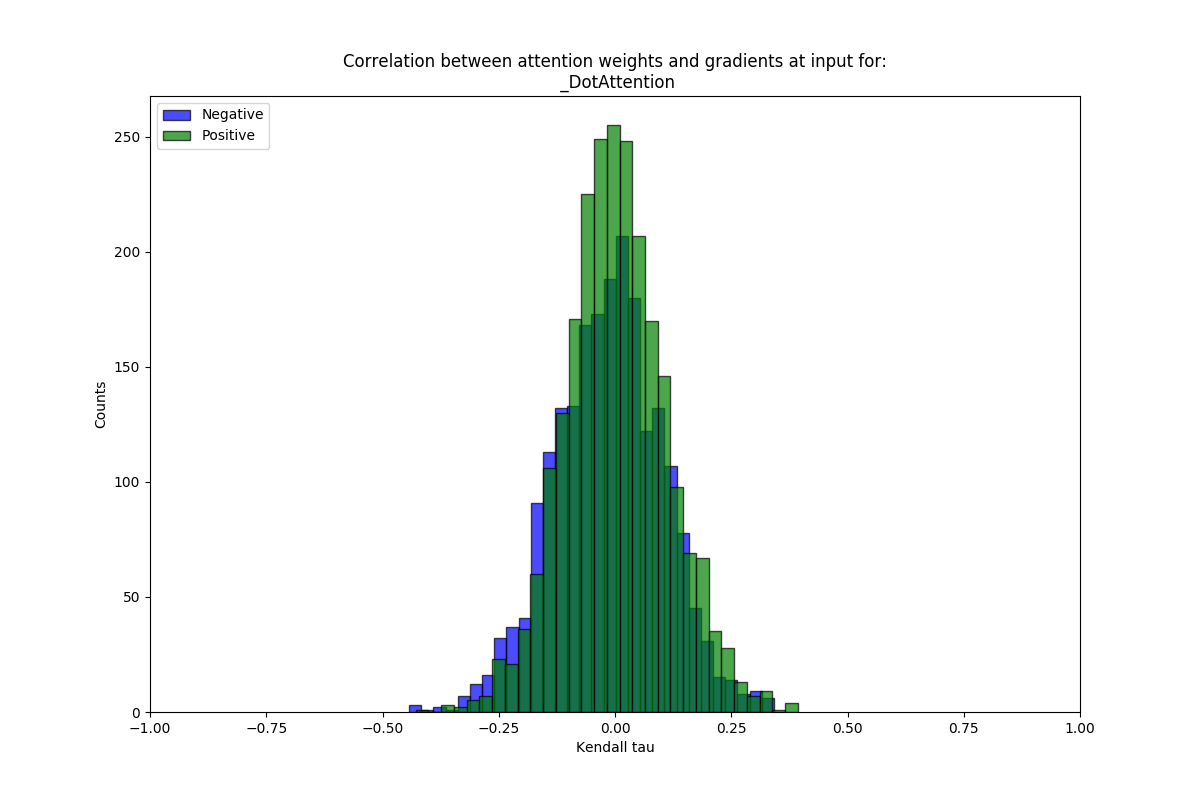 Correlation between attention weights and gradients at input for:
_DotAttention
Negative
Positive
250
200
150
100
50
0
Counts
−1.00
−0.75
−0.50
−0.25
0.00
0.25
0.50
0.75
1.00
Kendall tau